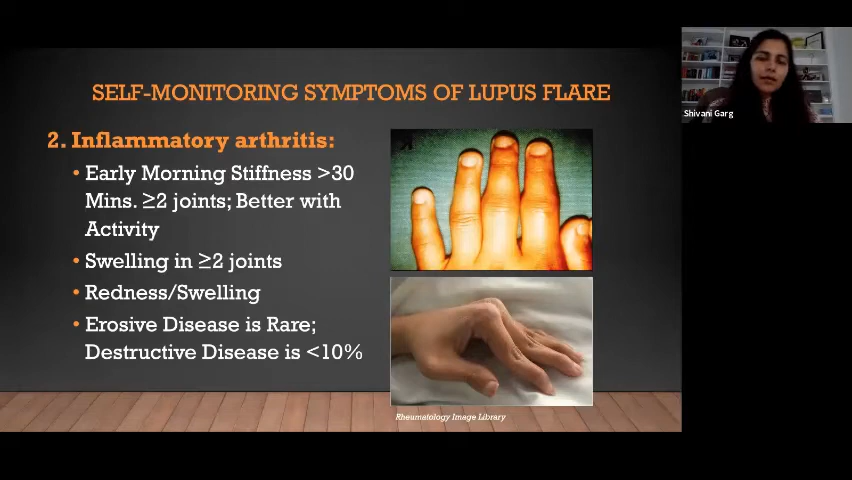 SELF-MONITORING SYMPTOMS OF LUPUS FLARE
2. Inflammatory arthritis:
• Early Morning Stiffness >30
Mins. ≥2 joints; Better with
Activity
• Swelling in ≥2 joints
• Redness/Swelling
• Erosive Disease is Rare;
Destructive Disease is <10%
Rheumatology Image Library
Shivani Garg